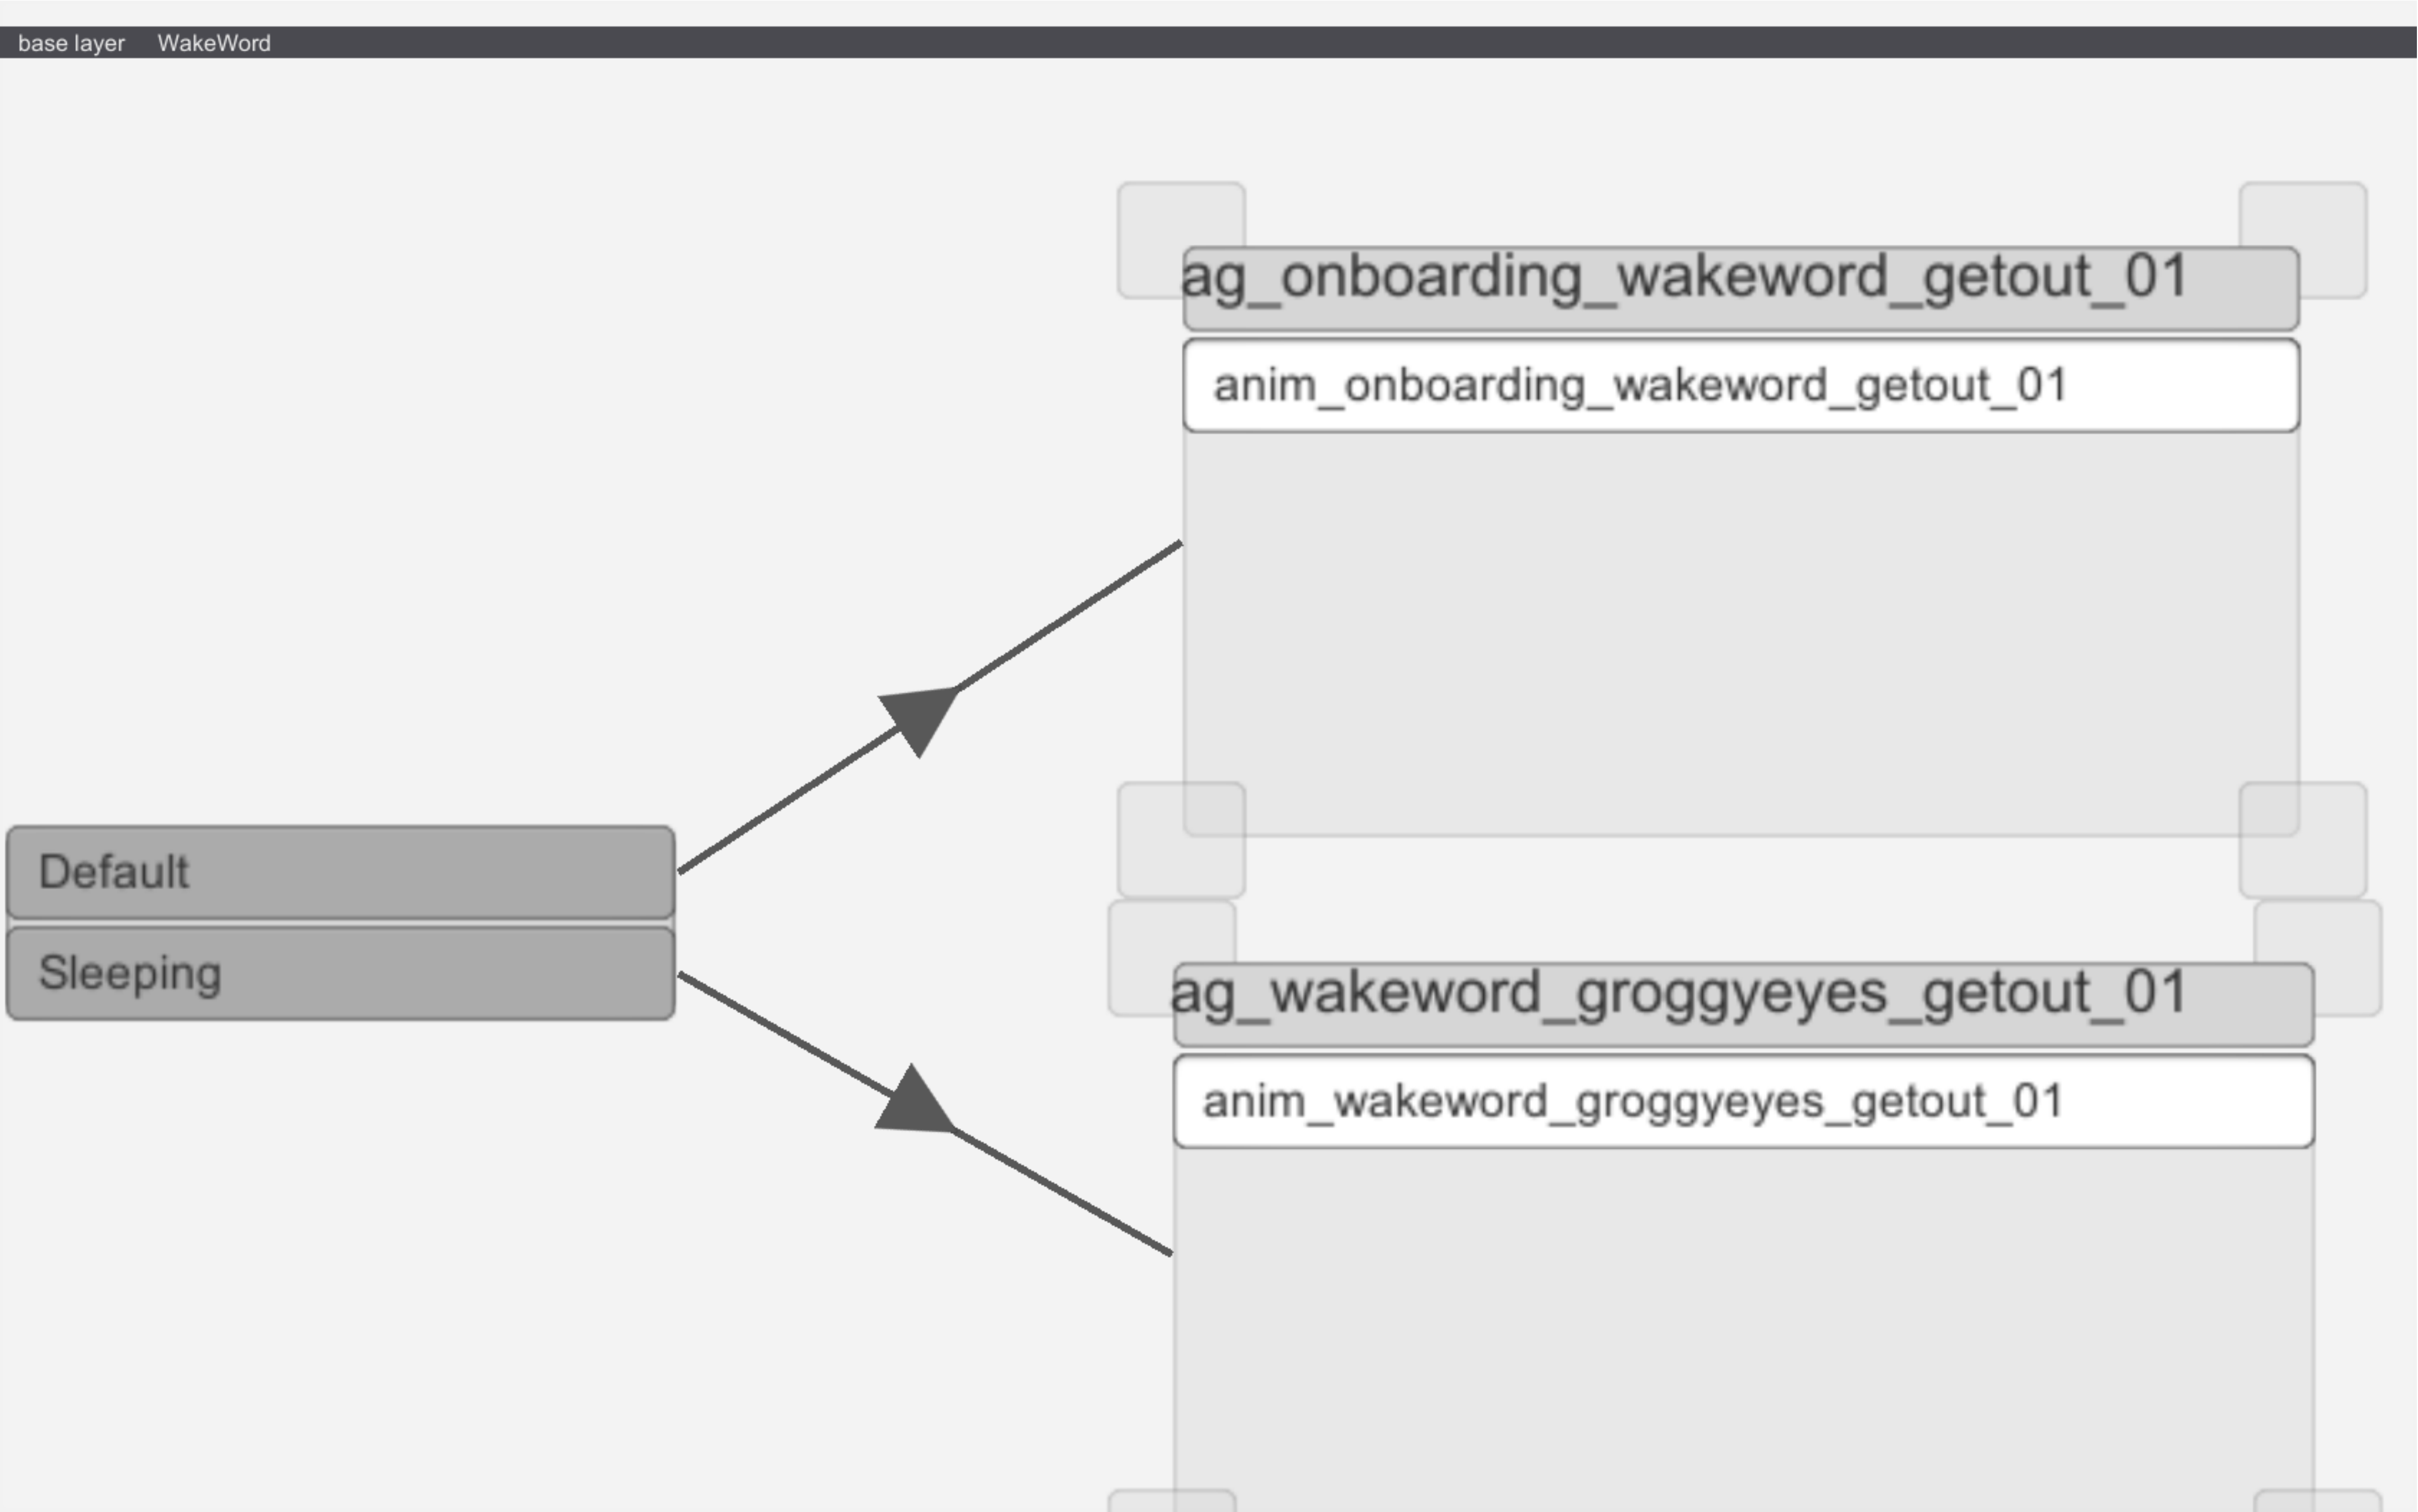 base layer WakeWord
ag_onboarding_wakeword_getout_01
anim_onboarding_wakeword_getout_01
Default
Sleeping
ag_wakeword_groggyeyes_getout_01
anim_wakeword_groggyeyes_getout_01